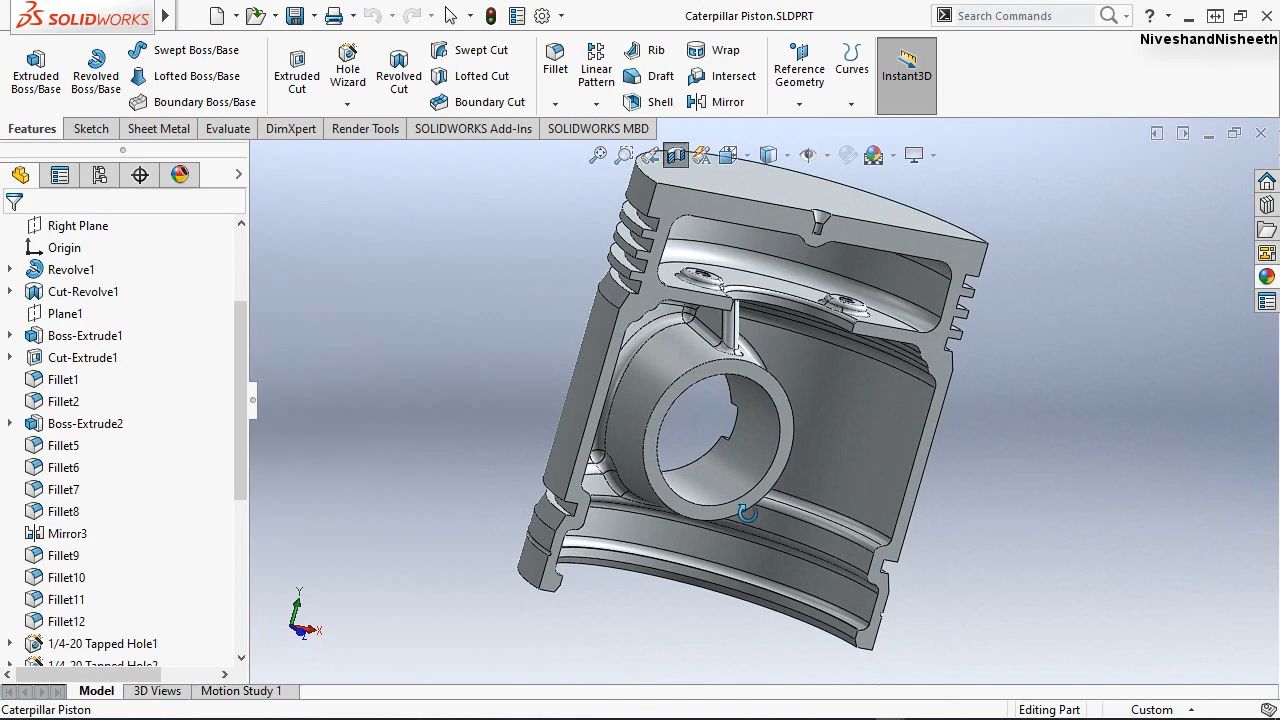 SOLIDWORKS
Caterpillar Piston.SLDPRT
Search Commands
?
NiveshandNisheeth
Extruded Boss/Base
Revolved Boss/Base
Swept Boss/Base
Lofted Boss/Base
Boundary Boss/Base
Extruded Cut
Hole Wizard
Revolved Cut
Swept Cut
Lofted Cut
Boundary Cut
Fillet
Linear Pattern
Rib
Draft
Shell
Wrap
Intersect
Mirror
Reference Geometry
Curves
Instant3D
Features
Sketch
Sheet Metal
Evaluate
DimXpert
Render Tools
SOLIDWORKS Add-Ins
SOLIDWORKS MBD
Right Plane
Origin
Revolve1
Cut-Revolve1
Plane1
Boss-Extrude1
Cut-Extrude1
Fillet1
Fillet2
Boss-Extrude2
Fillet5
Fillet6
Fillet7
Fillet8
Mirror3
Fillet9
Fillet10
Fillet11
Fillet12
1/4-20 Tapped Hole1
1/4-20 Tapped Hole2
Y
X
Z
Model
3D Views
Motion Study 1
Caterpillar Piston
Editing Part
Custom